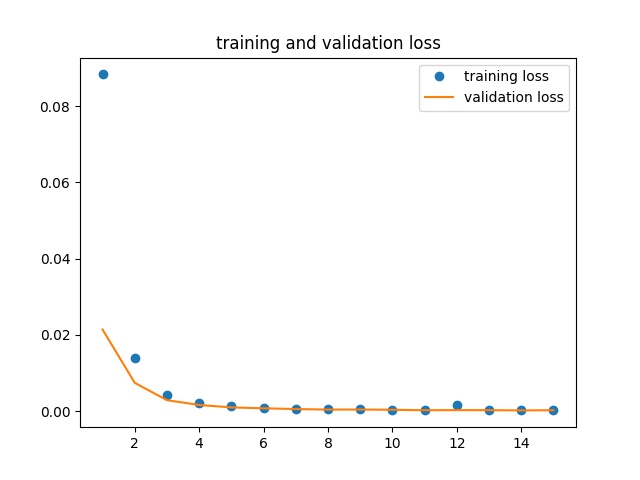 training and validation loss
training loss
validation loss
0.08
0.06
0.04
0.02
0.00
2 4 6 8 10 12 14